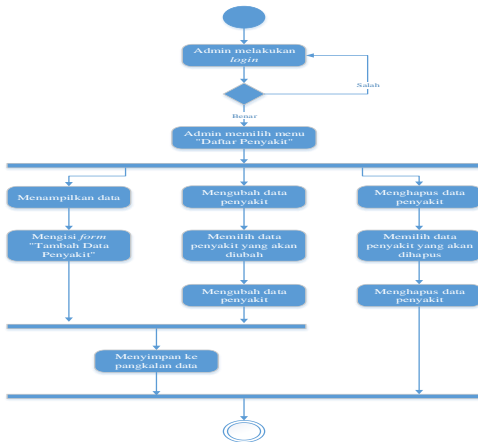 Admin melakukan
login
Salah
Benar
Admin memilih menu
"Daftar Penyakit"
Menampilkan data
Mengubah data
penyakit
Menghapus data
penyakit
Mengisi form
"Tambah Data
Penyakit"
Memilih data
penyakit yang akan
diubah
Memilih data
penyakit yang akan
dihapus
Mengubah data
penyakit
Menghapus data
penyakit
Menyimpan ke
pangkalan data